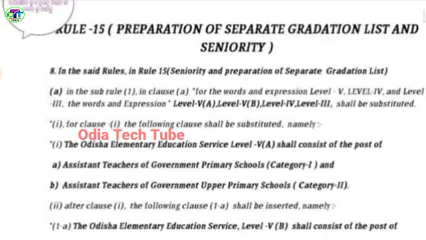 RULE -15 ( PREPARATION OF SEPARATE GRADATION LIST AND
SENIORITY )
8. In the said Rules, in Rule 15(Seniority and preparation of Separate Gradation List)
(a) in the sub rule (1), in clause (a) "for the words and expression Level - V, LEVEL-IV, and Level
-III, the words and Expression" Level-V(A),Level-V(B),Level-IV,Level-III, shall be substituted.
"(i), for clause -(i) the following clause shall be substituted, namely:-
Odia Tech Tube
"(i) The Odisha Elementary Education Service Level -V(A) shall consist of the post of
a) Assistant Teachers of Government Primary Schools (Category-I ) and
b) Assistant Teachers of Government Upper Primary Schools ( Category-II).
(ii) after clause (i), the following clause (1-a) shall be inserted, namely:-
"(1-a) The Odisha Elementary Education Service, Level -V (B) shall consist of the post of